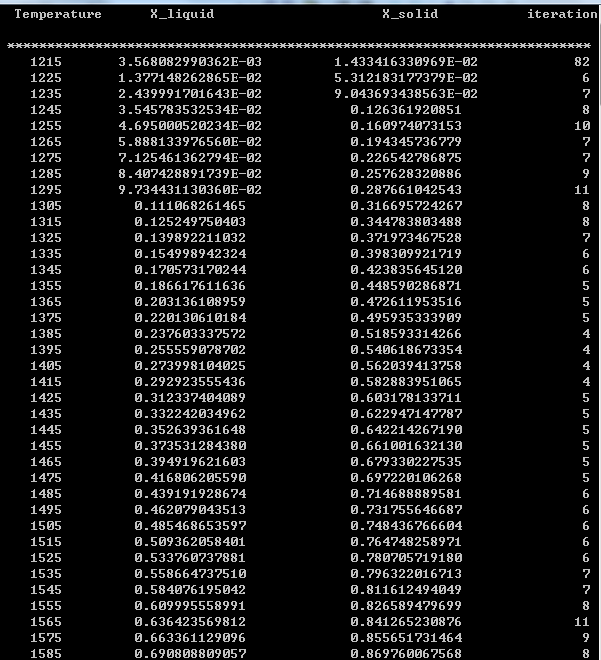 Temperature X_liquid X_solid iteration
*************************************************************************
1215 3.568082990362E-03 1.433416330969E-02 82
1225 1.377148262865E-02 5.312183177379E-02 6
1235 2.439991701643E-02 9.043693438563E-02 7
1245 3.545783532534E-02 0.126361920851 8
1255 4.695000520234E-02 0.160974073153 10
1265 5.888133976560E-02 0.194345736779 7
1275 7.125461362794E-02 0.226542786875 7
1285 8.407428891739E-02 0.257628320886 9
1295 9.734431130360E-02 0.287661042543 11
1305 0.111068261465 0.316695724267 8
1315 0.125249750403 0.344783803488 8
1325 0.139892211032 0.371973467528 7
1335 0.154998942324 0.398309921719 6
1345 0.170573170244 0.423835645120 6
1355 0.186617611636 0.448590286871 5
1365 0.203136108959 0.472611953516 5
1375 0.220130610184 0.495935333909 5
1385 0.237603337572 0.518593314266 4
1395 0.255559078702 0.540618673354 4
1405 0.273998104025 0.562039413758 4
1415 0.292923555436 0.582883951065 4
1425 0.312337404089 0.603178133711 5
1435 0.332242034962 0.622947147787 5
1445 0.352639361648 0.642214267190 5
1455 0.373531284380 0.661001632130 5
1465 0.394919621603 0.679330227535 5
1475 0.416806205590 0.697220106268 5
1485 0.439191928674 0.714688889581 6
1495 0.462079043513 0.731755646687 6
1505 0.485468653597 0.748436766604 6
1515 0.509362058401 0.764748258971 6
1525 0.533760737881 0.780705719180 6
1535 0.558664737510 0.796322016713 7
1545 0.584076195042 0.811612494049 7
1555 0.609995558991 0.826589479699 8
1565 0.636423569812 0.841265230876 11
1575 0.663361129096 0.855651731464 9
1585 0.690808809057 0.869760067568 8